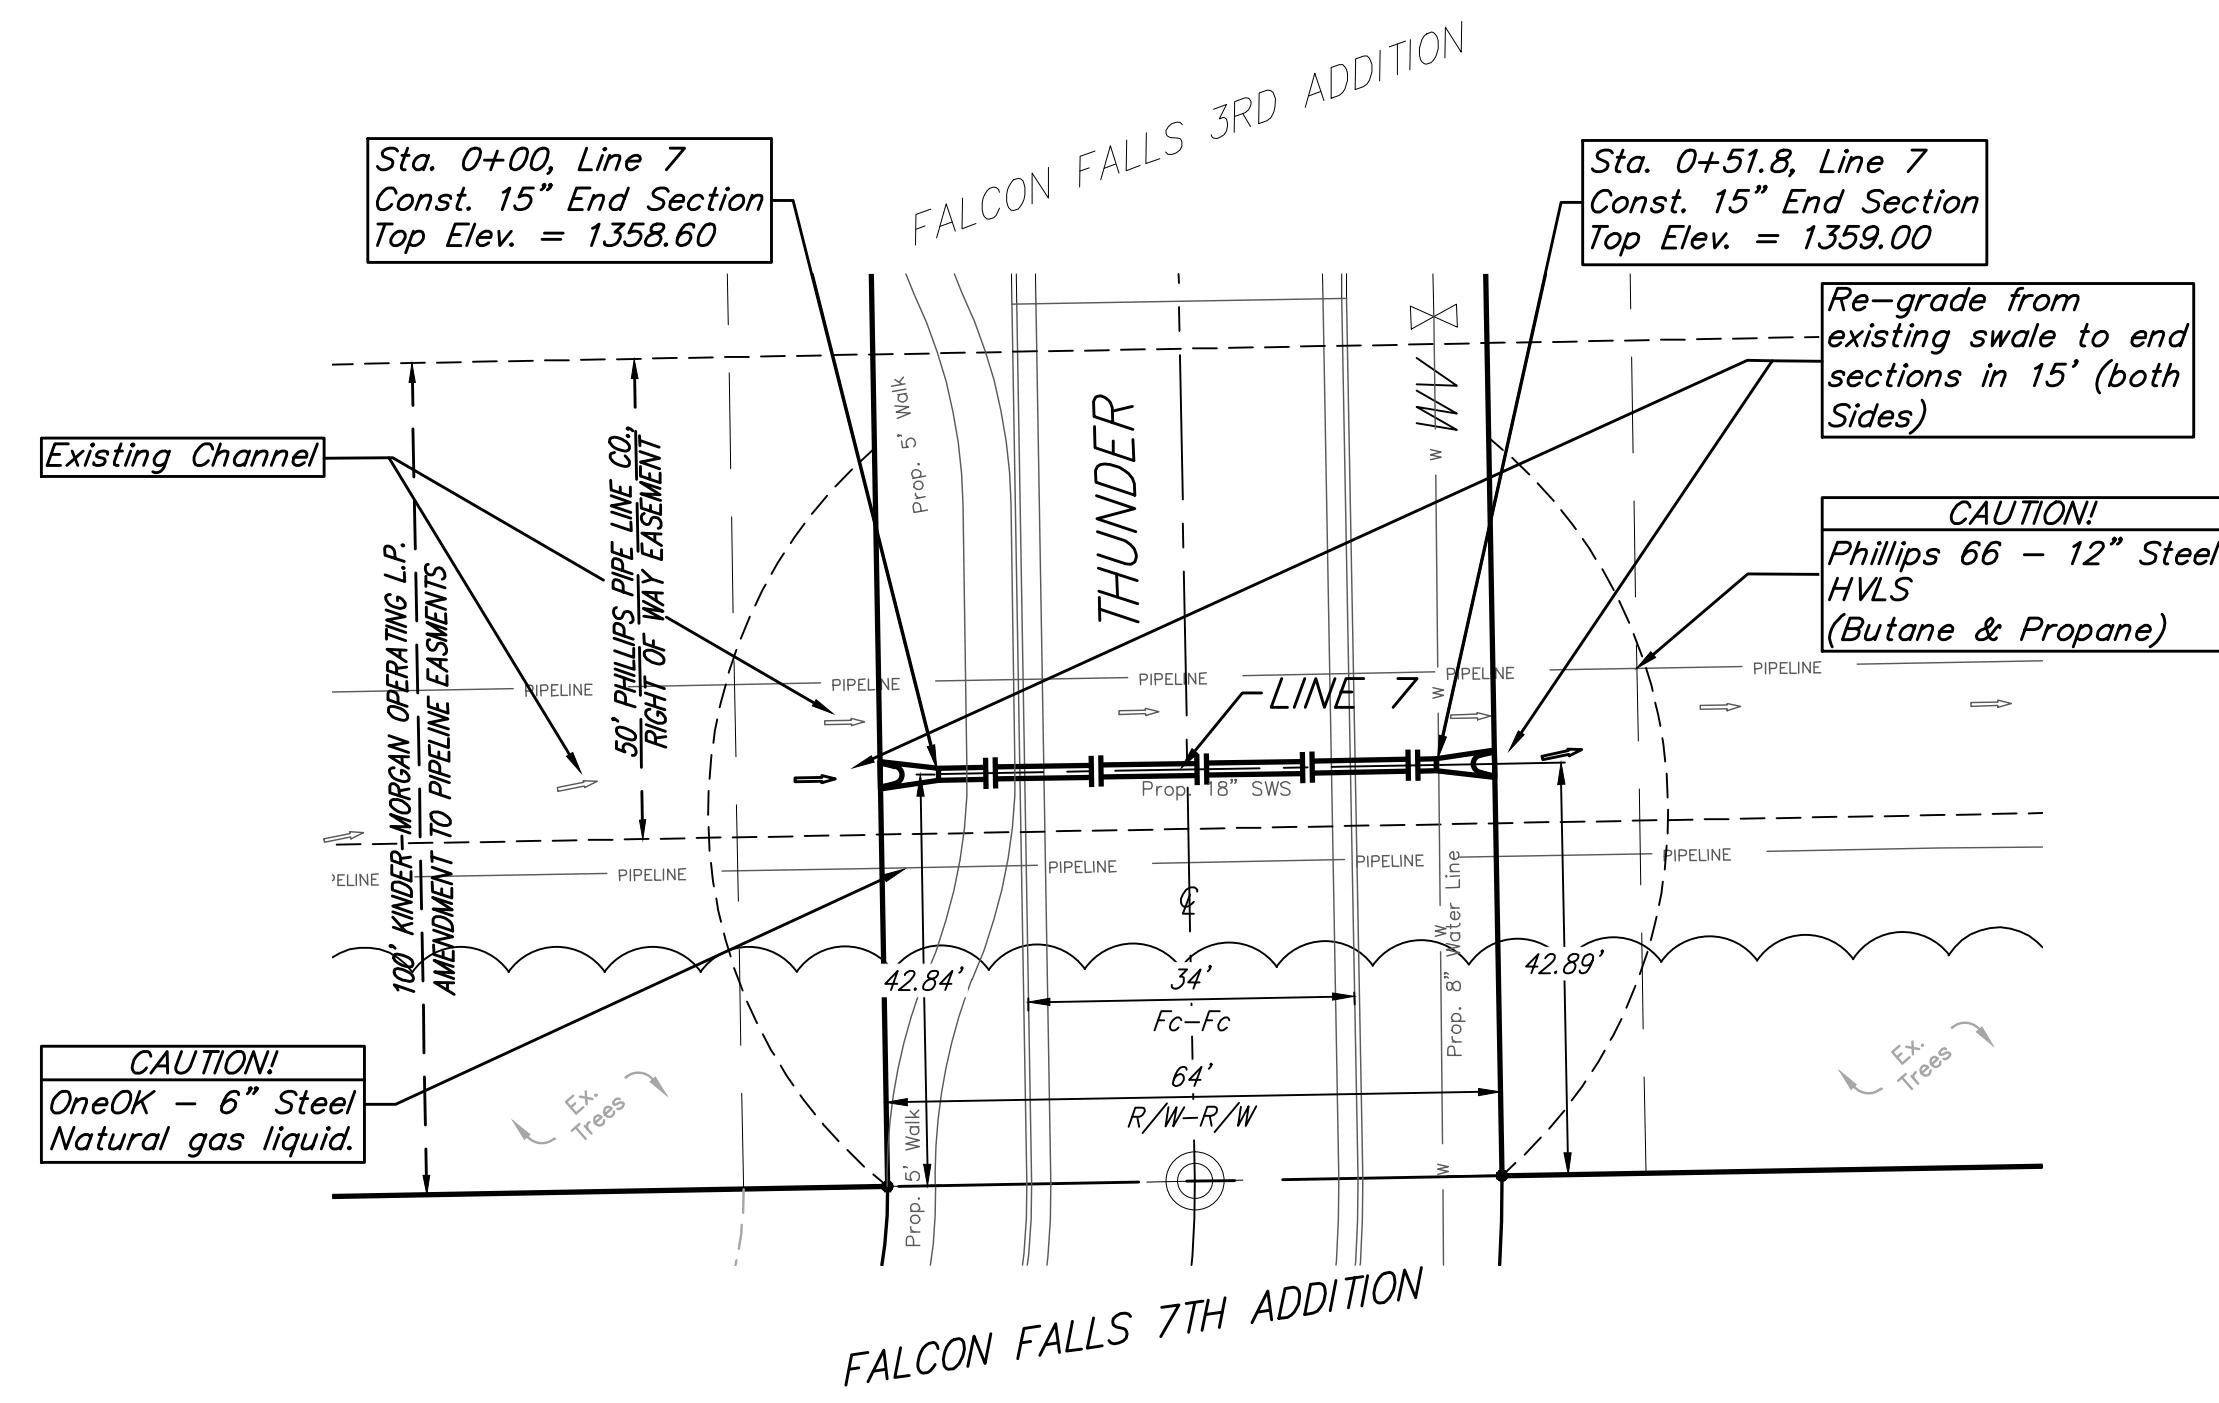 FALCON FALLS 3RD ADDITION
Sta. 0+00, Line 7
Const. 15" End Section
Top Elev. = 1358.60
Sta. 0+51.8, Line 7
Const. 15" End Section
Top Elev. = 1359.00
Re-grade from
existing swale to end
sections in 15' (both
Sides)
Existing Channel
CAUTION!
Phillips 66 - 12" Steel
HVLS
(Butane & Propane)
100' KINDER-MORGAN OPERATING L.P.
AMENDMENT TO PIPELINE EASMENTS
50' PHILLIPS PIPE LINE CO.,
RIGHT OF WAY EASEMENT
Prop. 5' Walk
THUNDER
W
W
PIPELINE
PIPELINE
PIPELINE
PIPELINE
PIPELINE
LINE 7
Prop. 18" SWS
PELINE
PIPELINE
PIPELINE
PIPELINE
PIPELINE
℄
W
Prop. 8" Water Line
42.84'
34'
Fc-Fc
42.89'
64'
R/W-R/W
CAUTION!
OneOK - 6" Steel
Natural gas liquid.
Ex.
Trees
Ex.
Trees
Prop. 5' Walk
W
FALCON FALLS 7TH ADDITION